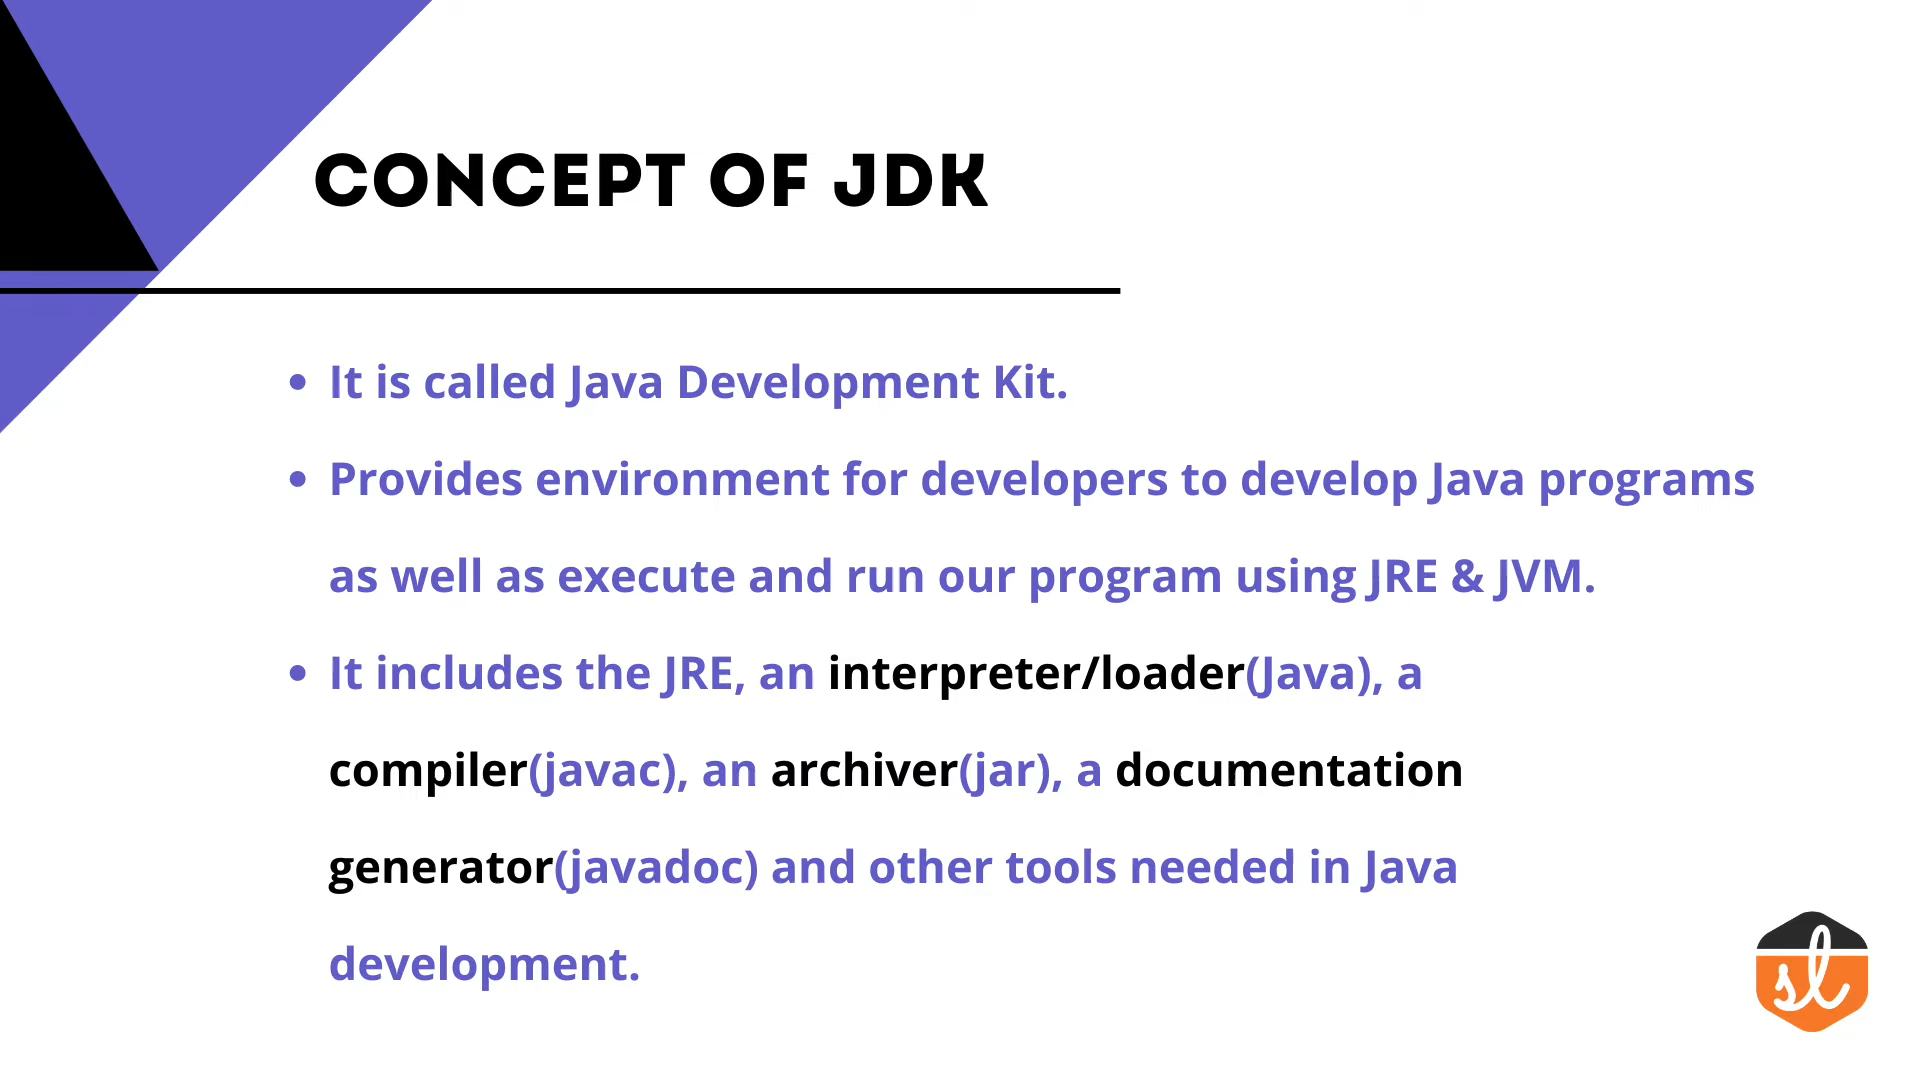 CONCEPT OF JDK
• It is called Java Development Kit.
• Provides environment for developers to develop Java programs
as well as execute and run our program using JRE & JVM.
• It includes the JRE, an interpreter/loader(Java), a
compiler(javac), an archiver(jar), a documentation
generator(javadoc) and other tools needed in Java
development.
sl